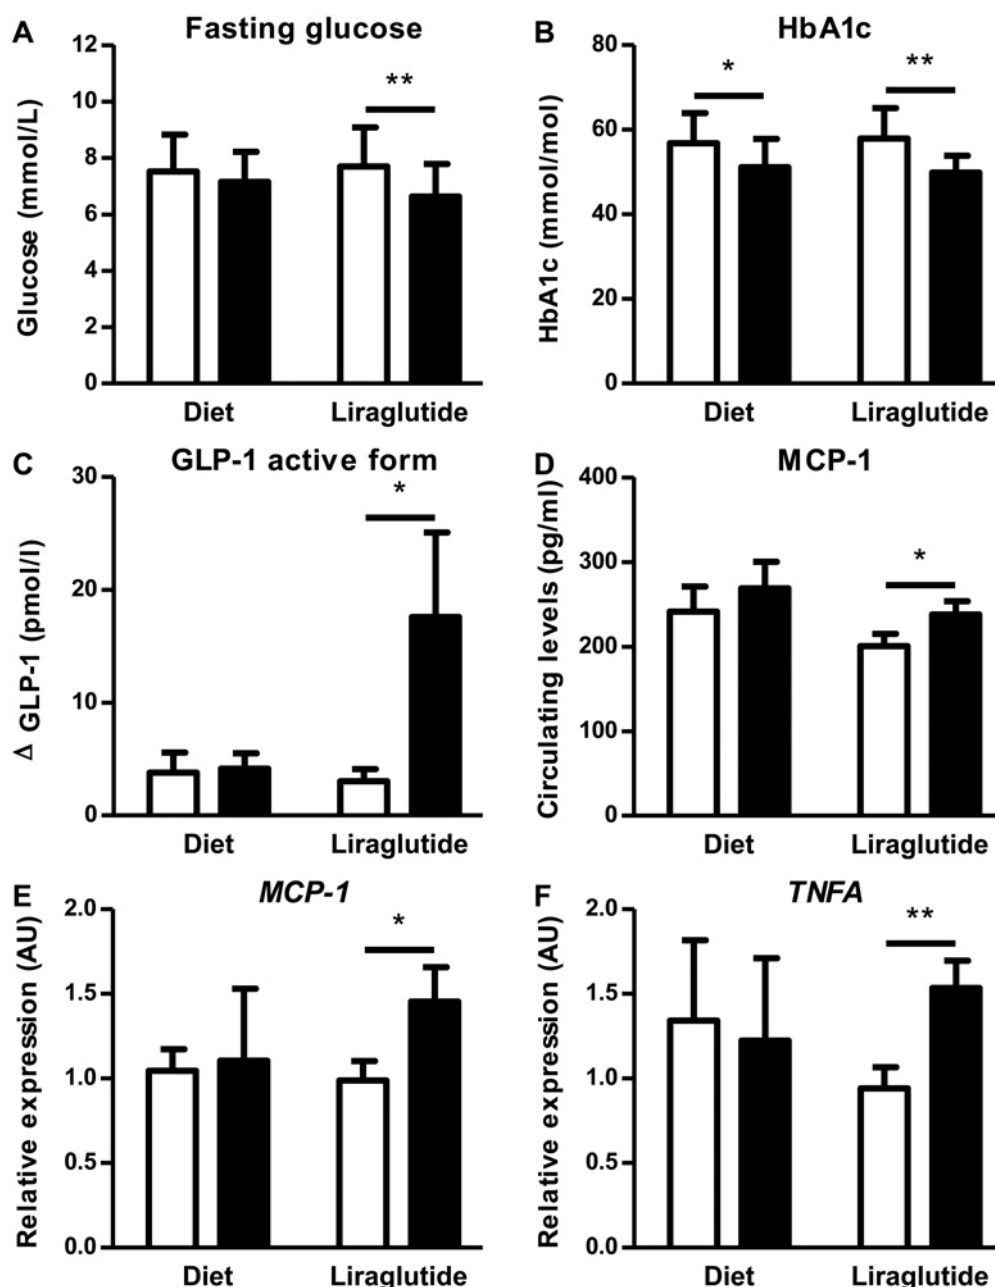 A Fasting glucose
Glucose (mmol/L)
12
10
8
6
4
2
0
**
Diet Liraglutide
B HbA1c
HbA1c (mmol/mol)
80
60
40
20
0
* **
Diet Liraglutide
C GLP-1 active form
Δ GLP-1 (pmol/l)
30
20
10
0
*
Diet Liraglutide
D MCP-1
Circulating levels (pg/ml)
400
300
200
100
0
*
Diet Liraglutide
E MCP-1
Relative expression (AU)
2.0
1.5
1.0
0.5
0.0
*
Diet Liraglutide
F TNFA
Relative expression (AU)
2.0
1.5
1.0
0.5
0.0
**
Diet Liraglutide